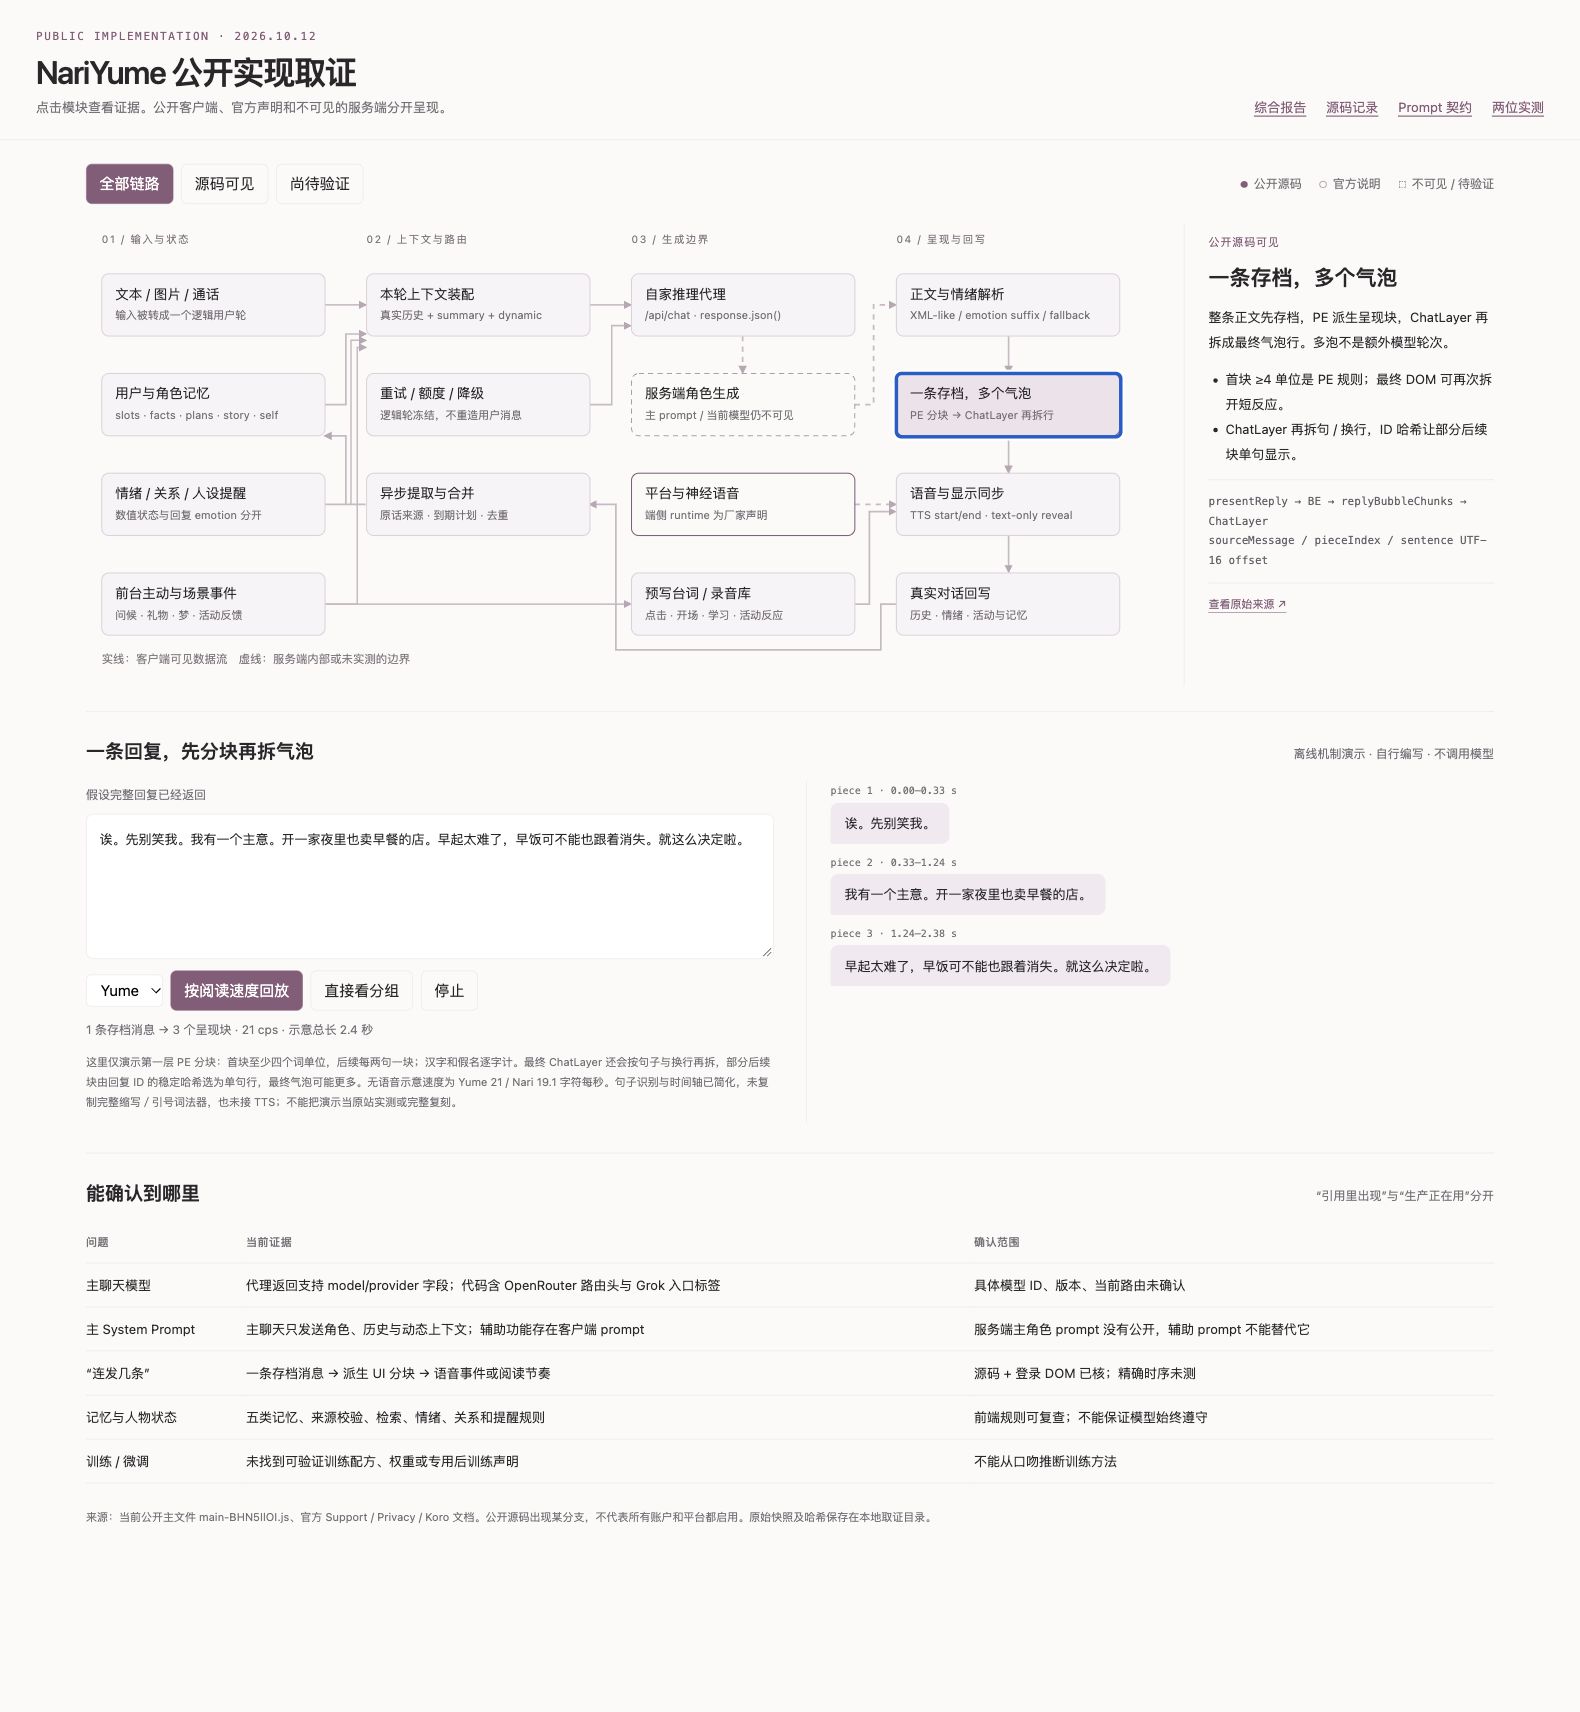 PUBLIC IMPLEMENTATION · 2026.10.12
NariYume 公开实现取证
点击模块查看证据。公开客户端、官方声明和不可见的服务端分开呈现。
综合报告 源码记录 Prompt 契约 两位实测
全部链路 源码可见 尚待验证
公开源码 官方说明 不可见 / 待验证
01 / 输入与状态
02 / 上下文与路由
03 / 生成边界
04 / 呈现与回写
文本 / 图片 / 通话
输入被转成一个逻辑用户轮
本轮上下文装配
真实历史 + summary + dynamic
自家推理代理
/api/chat · response.json()
正文与情绪解析
XML-like / emotion suffix / fallback
用户与角色记忆
slots · facts · plans · story · self
重试 / 额度 / 降级
逻辑轮冻结，不重造用户消息
服务端角色生成
主 prompt / 当前模型仍不可见
一条存档，多个气泡
PE 分块 → ChatLayer 再拆行
情绪 / 关系 / 人设提醒
数值状态与回复 emotion 分开
异步提取与合并
原话来源 · 到期计划 · 去重
平台与神经语音
端侧 runtime 为厂家声明
语音与显示同步
TTS start/end · text-only reveal
前台主动与场景事件
问候 · 礼物 · 梦 · 活动反馈
预写台词 / 录音库
点击 · 开场 · 学习 · 活动反应
真实对话回写
历史 · 情绪 · 活动与记忆
实线：客户端可见数据流 虚线：服务端内部或未实测的边界
公开源码可见
一条存档，多个气泡
整条正文先存档，PE 派生呈现块，ChatLayer 再
拆成最终气泡行。多泡不是额外模型轮次。
• 首块 ≥4 单位是 PE 规则；最终 DOM 可再次拆
开短反应。
• ChatLayer 再拆句 / 换行，ID 哈希让部分后续
块单句显示。
presentReply → BE → replyBubbleChunks →
ChatLayer
sourceMessage / pieceIndex / sentence UTF-
16 offset
查看原始来源 ↗
一条回复，先分块再拆气泡
离线机制演示 · 自行编写 · 不调用模型
假设完整回复已经返回
诶。先别笑我。我有一个主意。开一家夜里也卖早餐的店。早起太难了，早饭可不能也跟着消失。就这么决定啦。
Yume 按阅读速度回放 直接看分组 停止
1 条存档消息 → 3 个呈现块 · 21 cps · 示意总长 2.4 秒
这里仅演示第一层 PE 分块：首块至少四个词单位，后续每两句一块；汉字和假名逐字计。最终 ChatLayer 还会按句子与换行再拆，部分后续
块由回复 ID 的稳定哈希选为单句行，最终气泡可能更多。无语音示意速度为 Yume 21 / Nari 19.1 字符每秒。句子识别与时间轴已简化，未复
制完整缩写 / 引号词法器，也未接 TTS；不能把演示当原站实测或完整复刻。
piece 1 · 0.00–0.33 s
诶。先别笑我。
piece 2 · 0.33–1.24 s
我有一个主意。开一家夜里也卖早餐的店。
piece 3 · 1.24–2.38 s
早起太难了，早饭可不能也跟着消失。就这么决定啦。
能确认到哪里
“引用里出现”与“生产正在用”分开
问题 当前证据 确认范围
主聊天模型 代理返回支持 model/provider 字段；代码含 OpenRouter 路由头与 Grok 入口标签 具体模型 ID、版本、当前路由未确认
主 System Prompt 主聊天只发送角色、历史与动态上下文；辅助功能存在客户端 prompt 服务端主角色 prompt 没有公开，辅助 prompt 不能替代它
“连发几条” 一条存档消息 → 派生 UI 分块 → 语音事件或阅读节奏 源码 + 登录 DOM 已核；精确时序未测
记忆与人物状态 五类记忆、来源校验、检索、情绪、关系和提醒规则 前端规则可复查；不能保证模型始终遵守
训练 / 微调 未找到可验证训练配方、权重或专用后训练声明 不能从口吻推断训练方法
来源：当前公开主文件 main-BHN5IlOI.js、官方 Support / Privacy / Koro 文档。公开源码出现某分支，不代表所有账户和平台都启用。原始快照及哈希保存在本地取证目录。